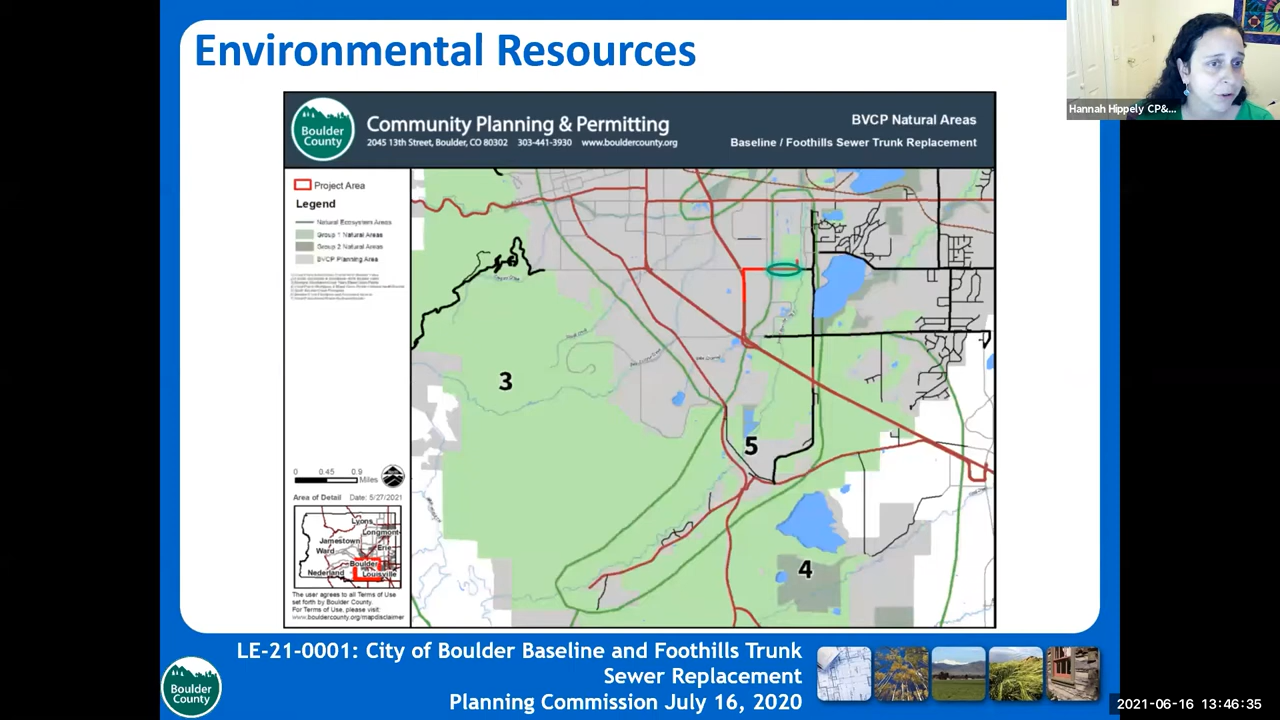 Environmental Resources
Hannah Hippely CP&...
Boulder
County
Community Planning & Permitting
2045 13th Street, Boulder, CO 80302 303-441-3930 www.bouldercounty.org
BVCP Natural Areas
Baseline / Foothills Sewer Trunk Replacement
Project Area
Legend
Natural Ecosystem Areas
Group 1 Natural Areas
Group 2 Natural Areas
BVCP Planning Area
3
5
4
0 0.45 0.9
Miles
Area of Detail Date: 5/27/2021
Lyons
Longmont
Jamestown
Ward
Erie
Boulder
Nederland
Louisville
The user agrees to all Terms of Use
set forth by Boulder County.
For Terms of Use, please visit:
www.bouldercounty.org/mapdisclaimer
LE-21-0001: City of Boulder Baseline and Foothills Trunk
Sewer Replacement
Planning Commission July 16, 2020
Boulder
County
2021-06-16 13:46:35